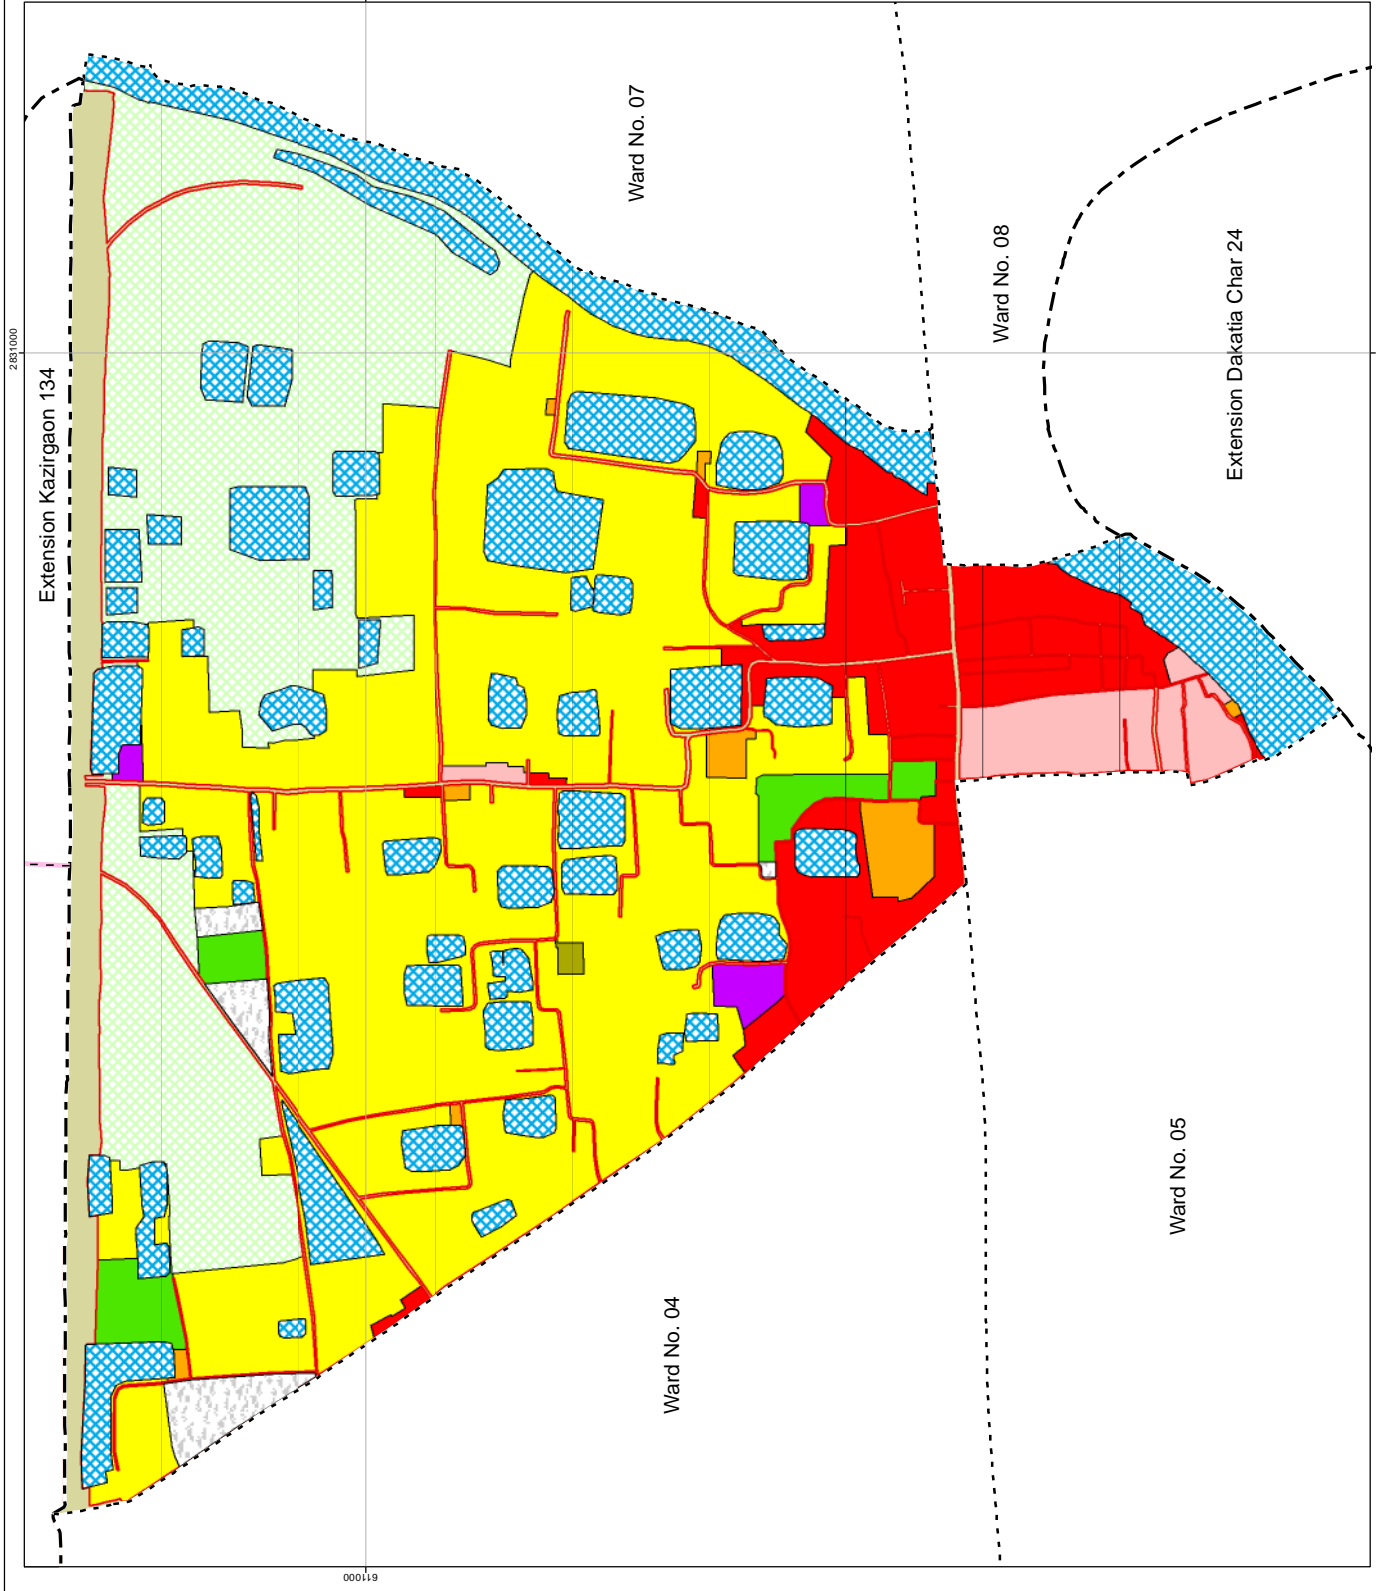 2831000
Extension Kazirgaon 134
Ward No. 07
Ward No. 08
Extension Dakatia Char 24
Ward No. 04
Ward No. 05
611000